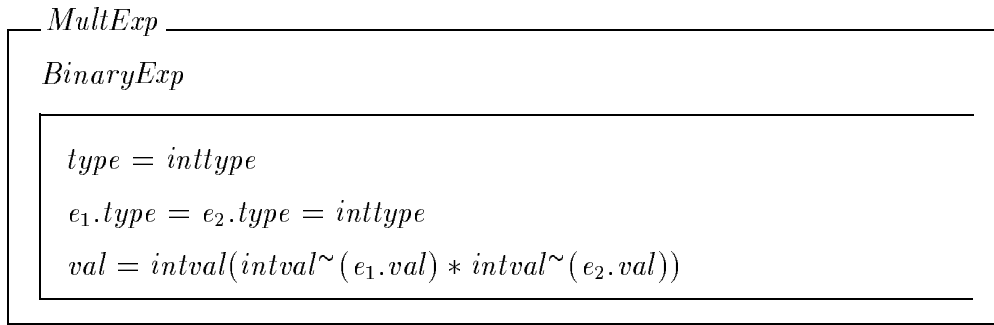 MultExp
BinaryExp
type = inttype
e₁.type = e₂.type = inttype
val = intval(intval~(e₁.val) * intval~(e₂.val))